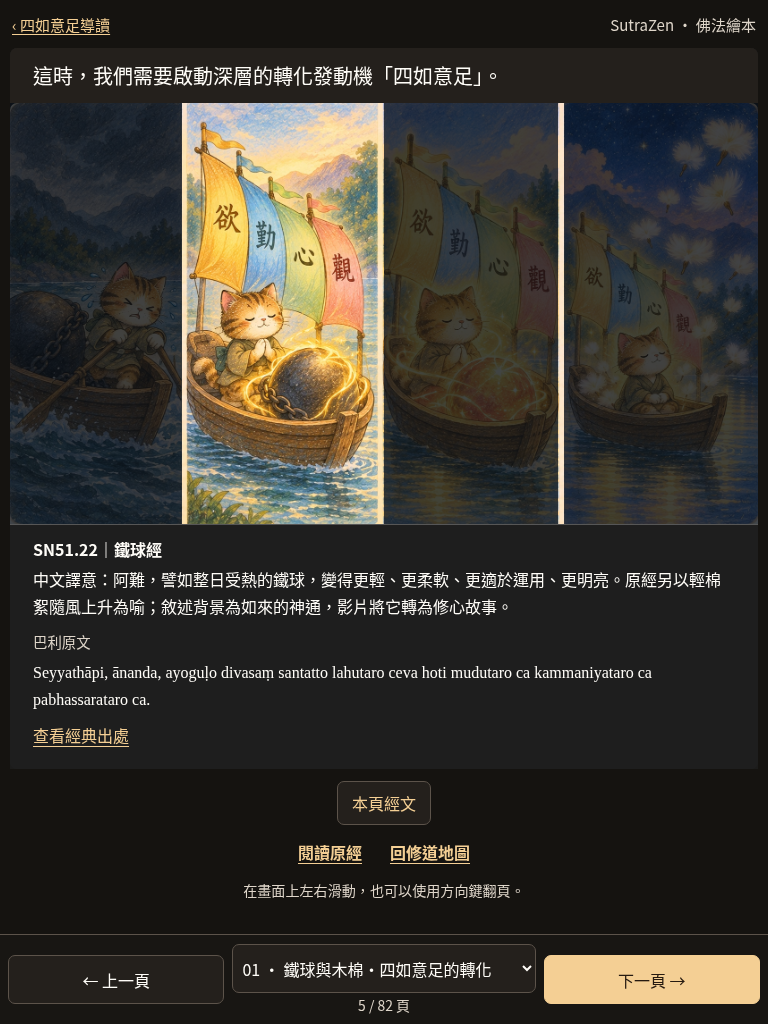 ‹ 四如意足導讀
SutraZen · 佛法繪本
這時，我們需要啟動深層的轉化發動機「四如意足」。
欲 勤 心 觀
欲 勤 心 觀
欲 勤 心 觀
SN51.22｜鐵球經
中文譯意：阿難，譬如整日受熱的鐵球，變得更輕、更柔軟、更適於運用、更明亮。原經另以輕棉
絮隨風上升為喻；敘述背景為如來的神通，影片將它轉為修心故事。
巴利原文
Seyyathāpi, ānanda, ayoguḷo divasaṃ santatto lahutaro ceva hoti mudutaro ca kammaniyataro ca
pabhassarataro ca.
查看經典出處
本頁經文
閱讀原經 回修道地圖
在畫面上左右滑動，也可以使用方向鍵翻頁。
← 上一頁
01 · 鐵球與木棉·四如意足的轉化
下一頁 →
5 / 82 頁